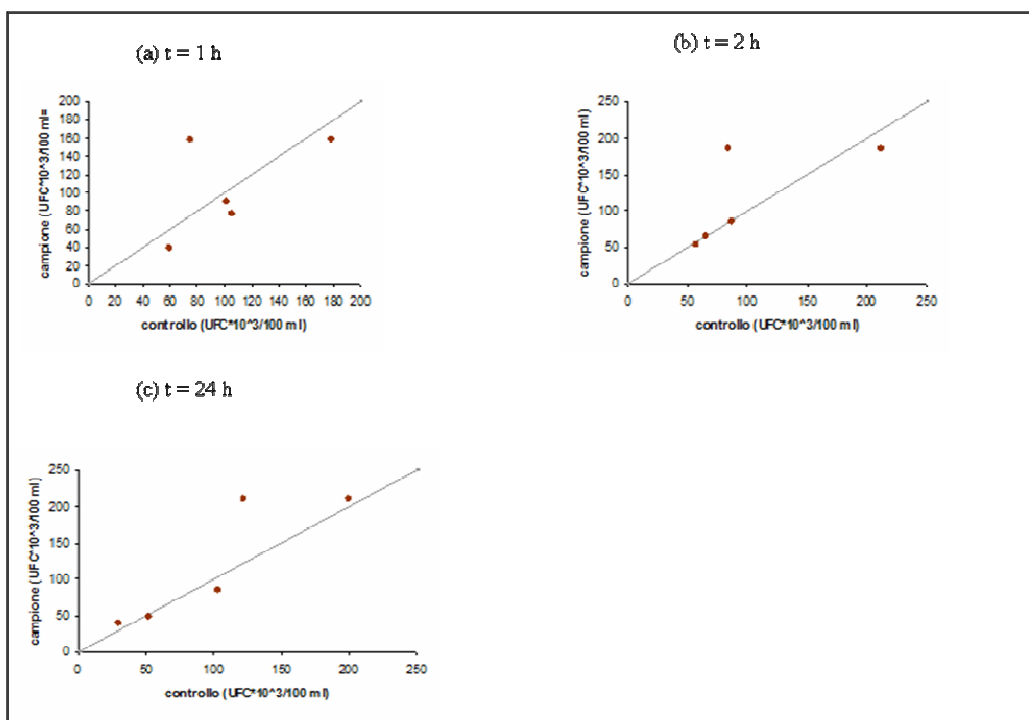 (a) t = 1 h
campione (UFC*10^3/100 ml=
200
180
160
140
120
100
80
60
40
20
0
0 20 40 60 80 100 120 140 160 180 200
controllo (UFC*10^3/100 ml)
(b) t = 2 h
campione (UFC*10^3/100 ml)
250
200
150
100
50
0
0 50 100 150 200 250
controllo (UFC*10^3/100 ml)
(c) t = 24 h
campione (UFC*10^3/100 ml)
250
200
150
100
50
0
0 50 100 150 200 250
controllo (UFC*10^3/100 ml)